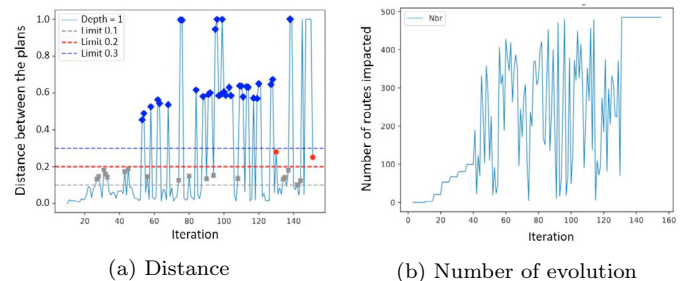 Depth = 1
Limit 0.1
Limit 0.2
Limit 0.3
Distance between the plans
1.0
0.8
0.6
0.4
0.2
0.0
20 40 60 80 100 120 140
Iteration
(a) Distance
Nbr
Number of routes impacted
500
400
300
200
100
0
0 20 40 60 80 100 120 140 160
Iteration
(b) Number of evolution